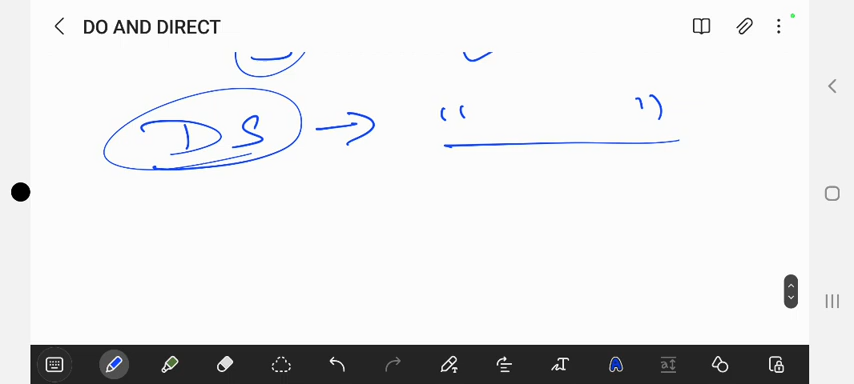 DO AND DIRECT
DS → " "